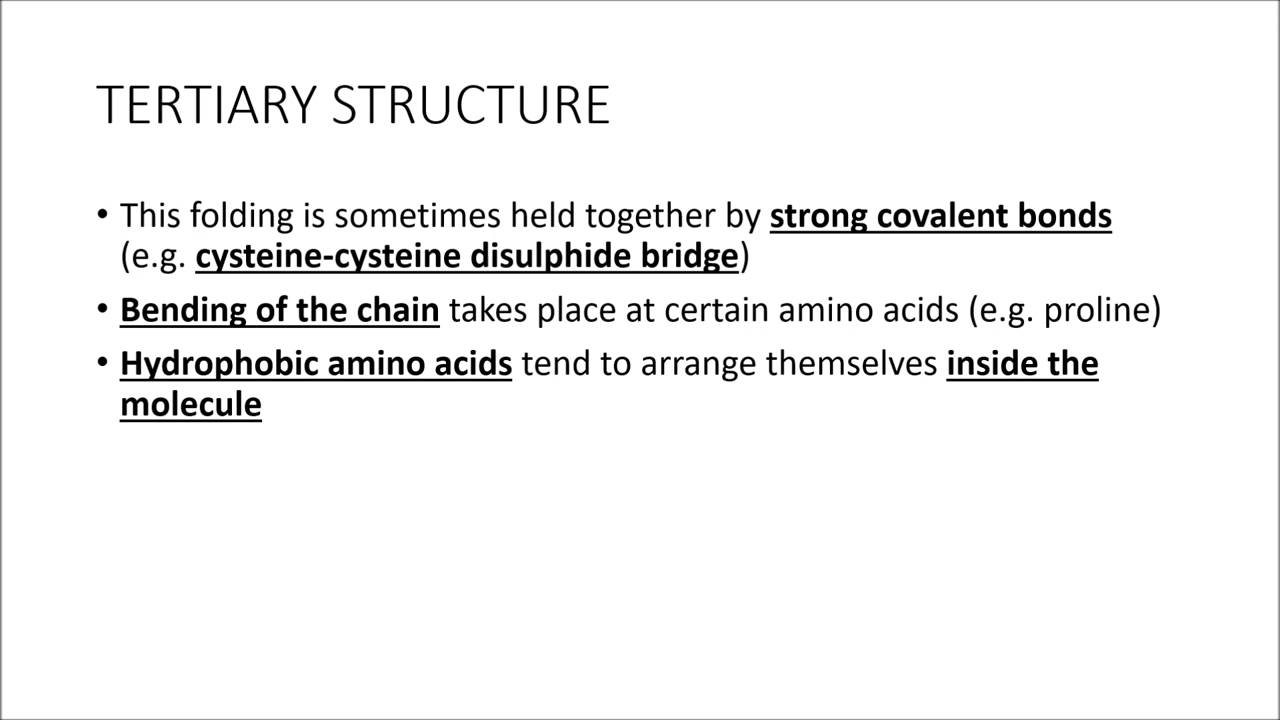 TERTIARY STRUCTURE
• This folding is sometimes held together by strong covalent bonds
(e.g. cysteine-cysteine disulphide bridge)
• Bending of the chain takes place at certain amino acids (e.g. proline)
• Hydrophobic amino acids tend to arrange themselves inside the
molecule